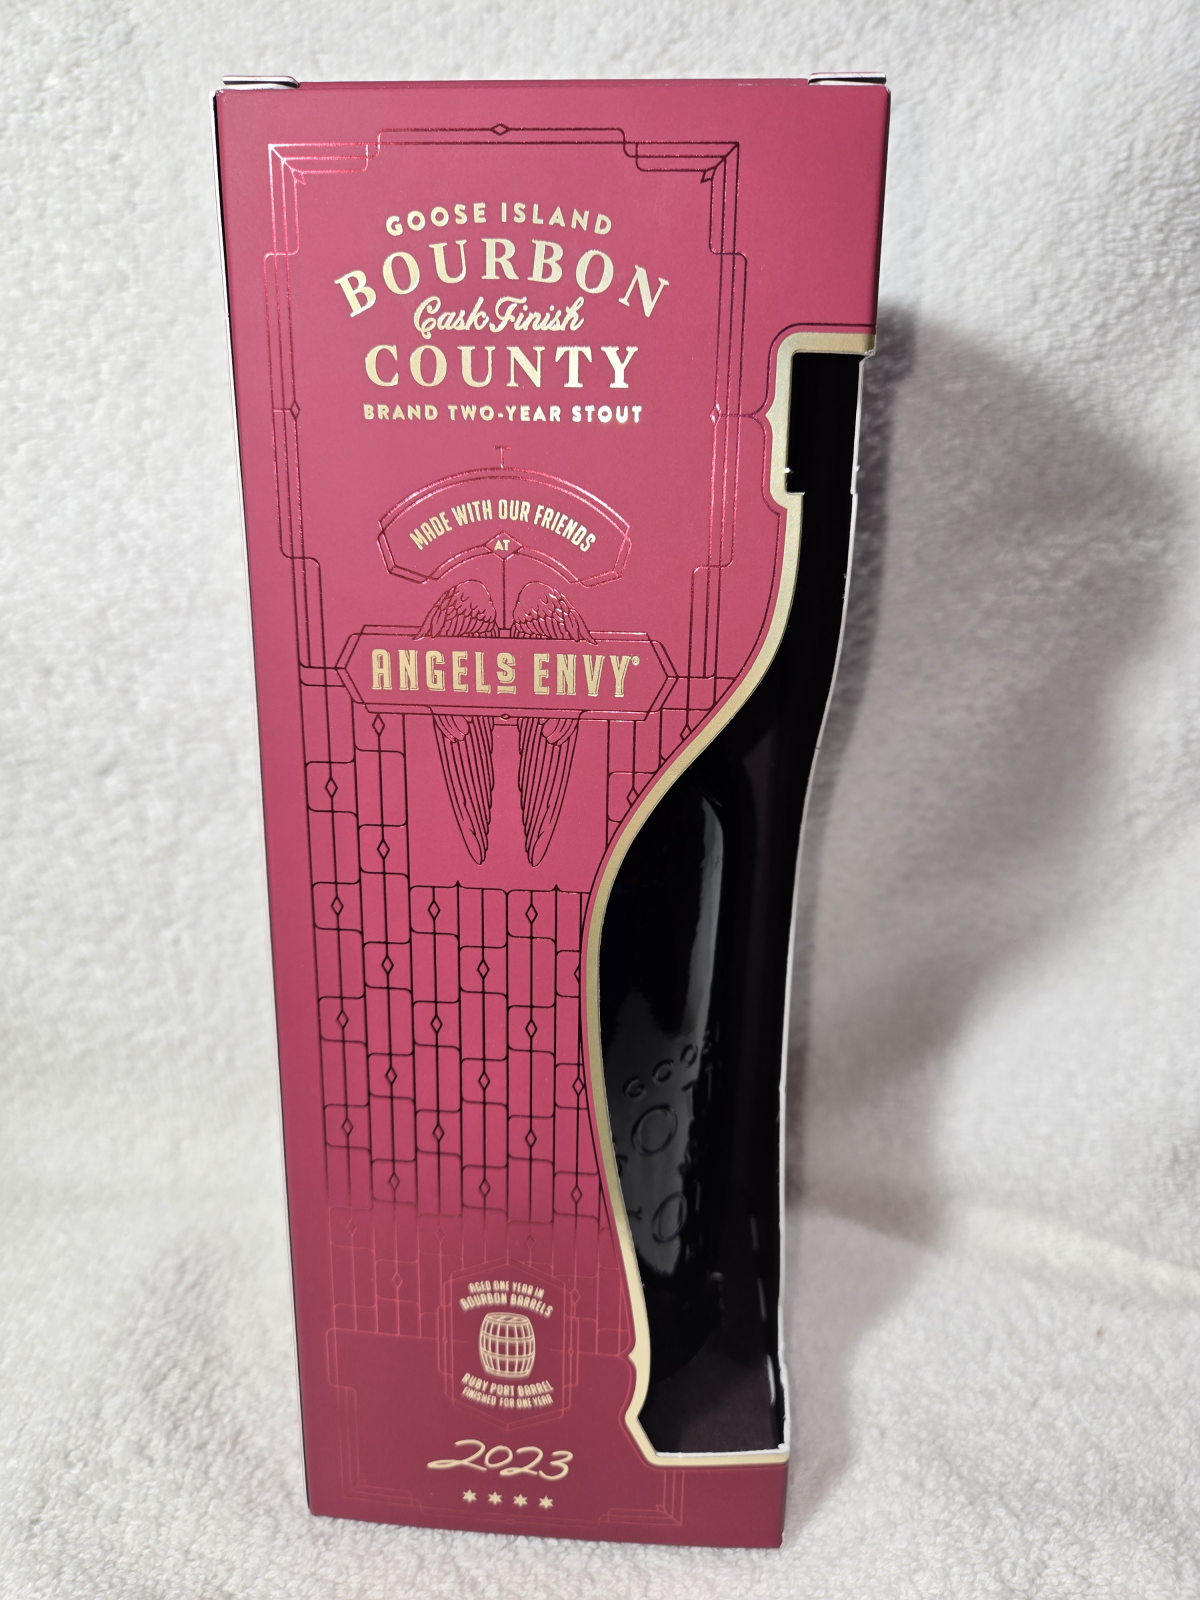 GOOSE ISLAND
BOURBON
Cask Finish
COUNTY
BRAND TWO-YEAR STOUT
MADE WITH OUR FRIENDS
AT
ANGELS ENVY®
GOO
AGED ONE YEAR IN
BOURBON BARRELS
RUBY PORT BARREL
FINISHED FOR ONE YEAR
2023